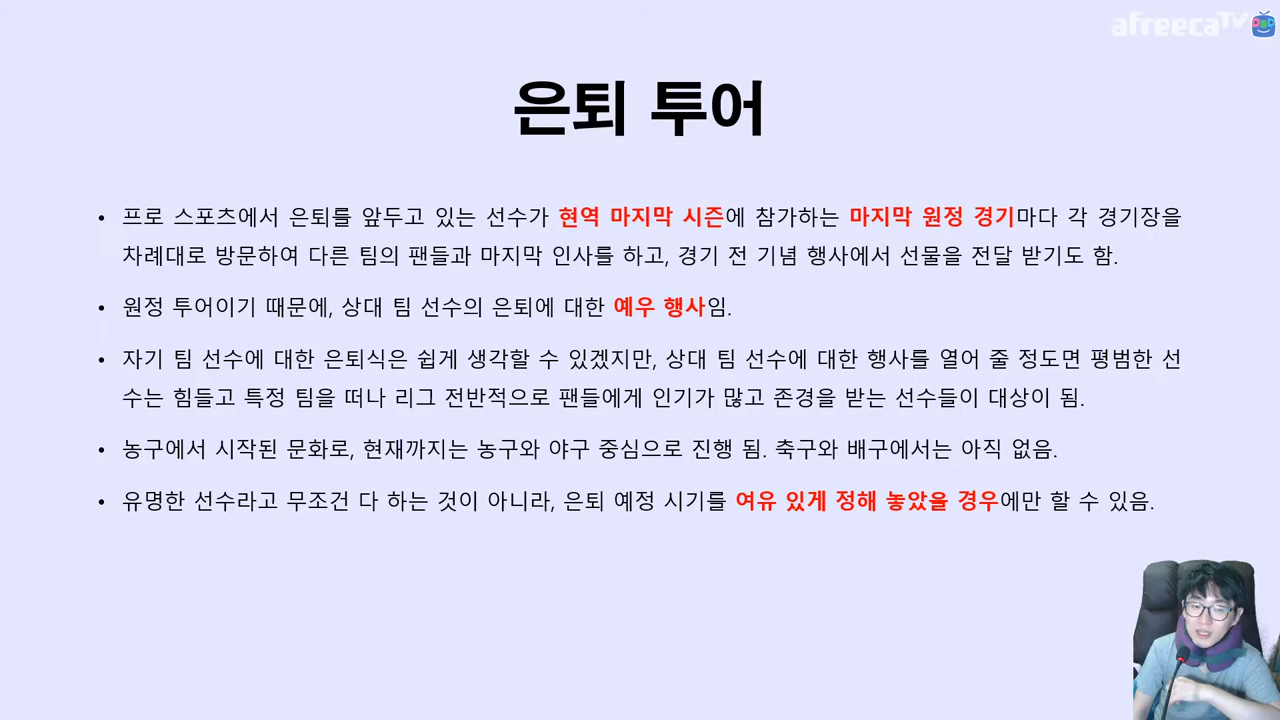 afreecaTV
은퇴 투어
• 프로 스포츠에서 은퇴를 앞두고 있는 선수가 현역 마지막 시즌에 참가하는 마지막 원정 경기마다 각 경기장을
차례대로 방문하여 다른 팀의 팬들과 마지막 인사를 하고, 경기 전 기념 행사에서 선물을 전달 받기도 함.
• 원정 투어이기 때문에, 상대 팀 선수의 은퇴에 대한 예우 행사임.
• 자기 팀 선수에 대한 은퇴식은 쉽게 생각할 수 있겠지만, 상대 팀 선수에 대한 행사를 열어 줄 정도면 평범한 선
수는 힘들고 특정 팀을 떠나 리그 전반적으로 팬들에게 인기가 많고 존경을 받는 선수들이 대상이 됨.
• 농구에서 시작된 문화로, 현재까지는 농구와 야구 중심으로 진행 됨. 축구와 배구에서는 아직 없음.
• 유명한 선수라고 무조건 다 하는 것이 아니라, 은퇴 예정 시기를 여유 있게 정해 놓았을 경우에만 할 수 있음.